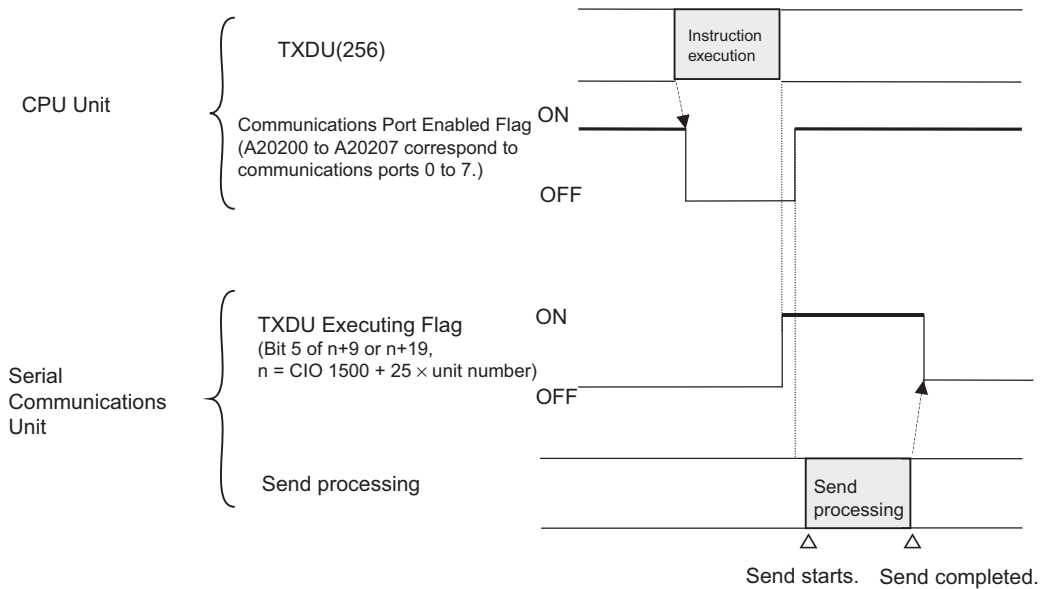 CPU Unit
TXDU(256)
Instruction
execution
Communications Port Enabled Flag
(A20200 to A20207 correspond to
communications ports 0 to 7.)
ON
OFF
Serial
Communications
Unit
TXDU Executing Flag
(Bit 5 of n+9 or n+19,
n = CIO 1500 + 25 × unit number)
ON
OFF
Send processing
Send
processing
Send starts.
Send completed.